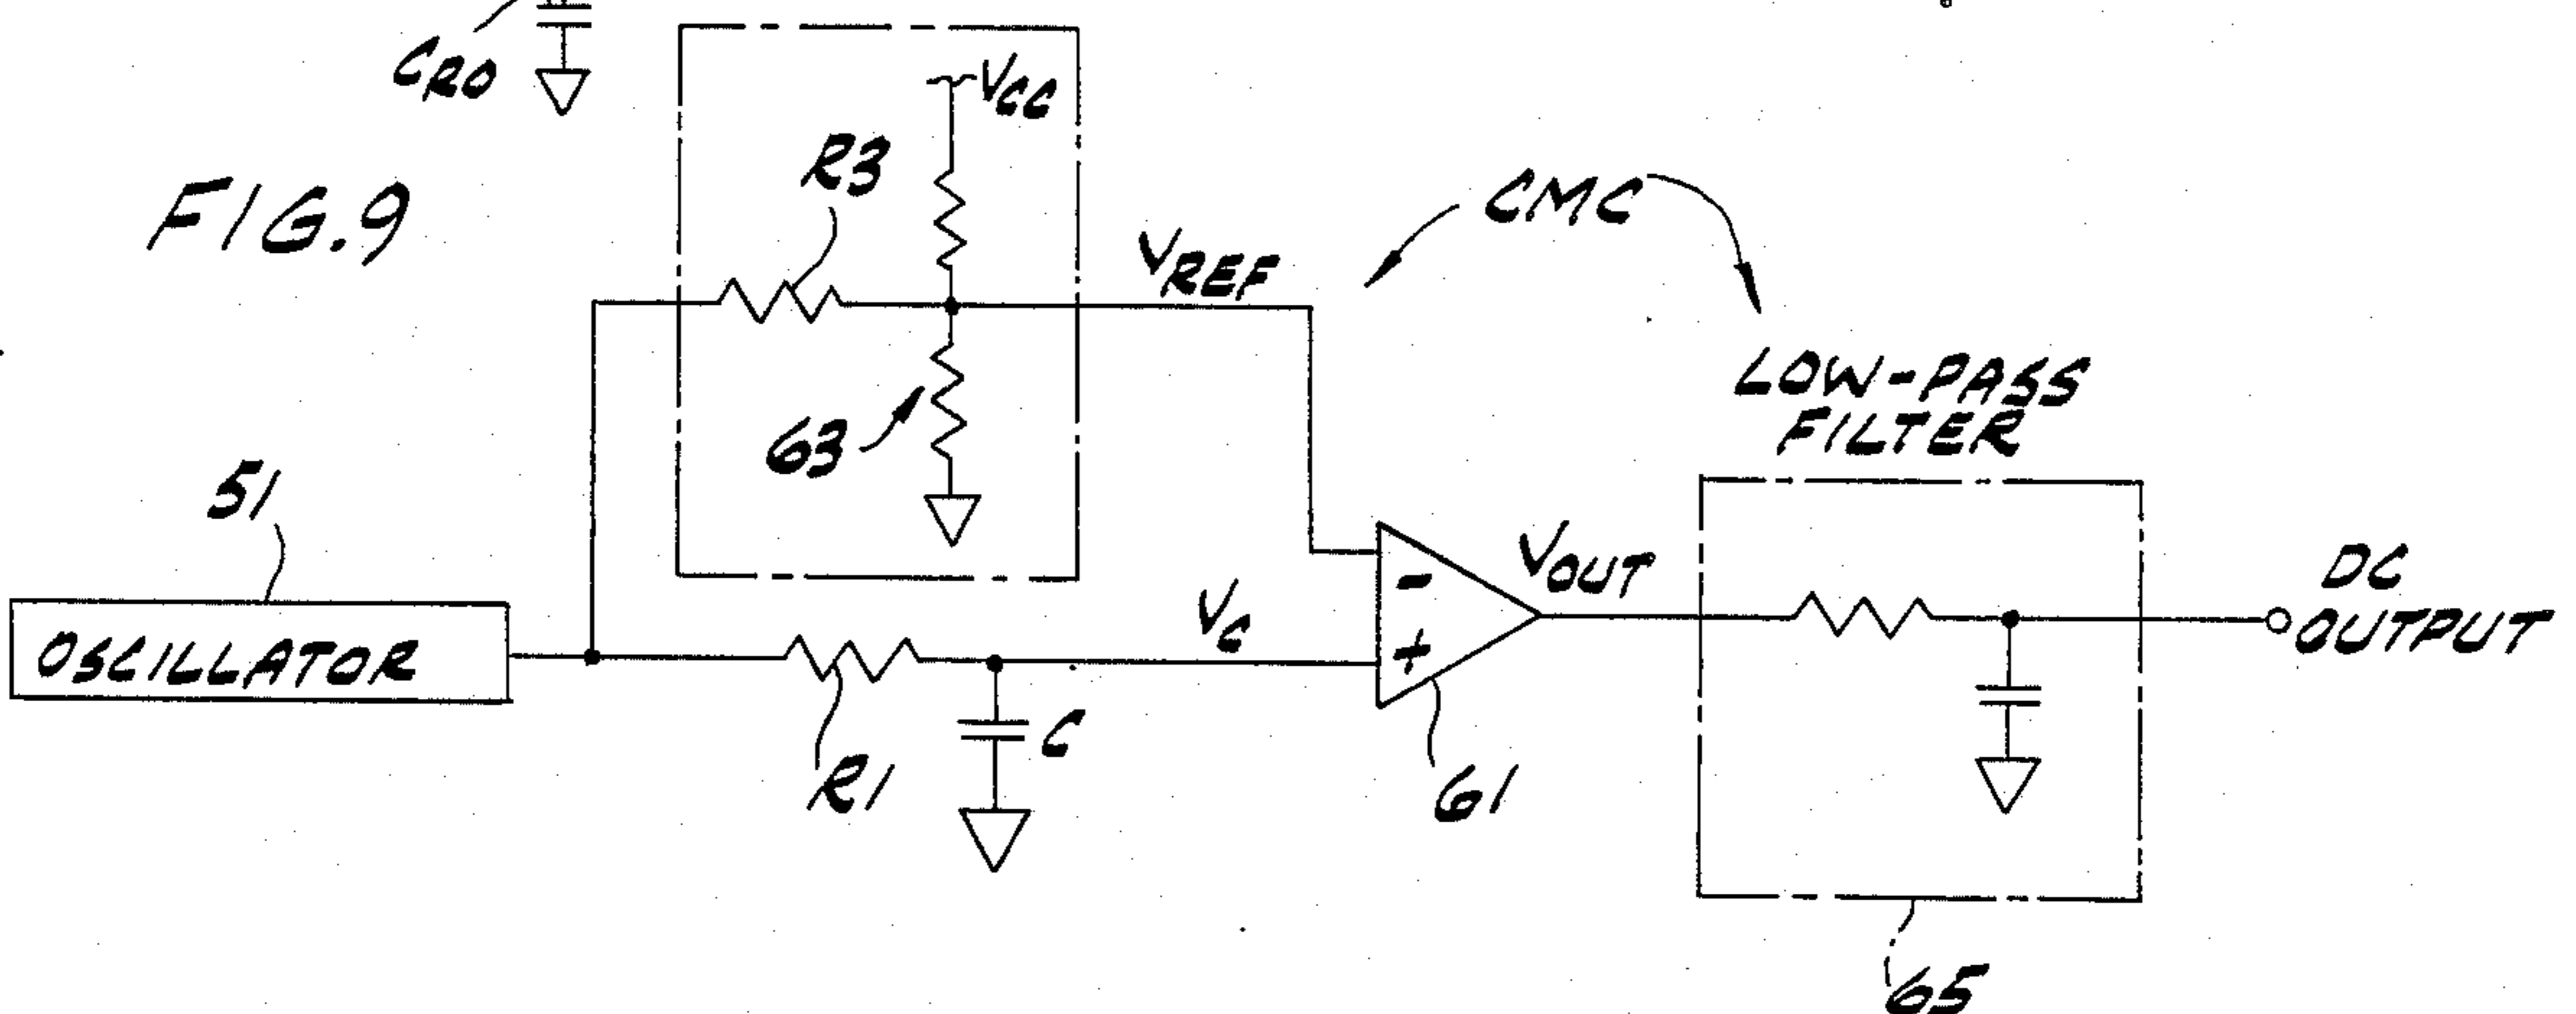 CRO
VCC
R3
FIG.9
CMC
VREF
63
LOW-PASS
FILTER
51
VOUT
DC
OUTPUT
VC
-
+
OSCILLATOR
C
R1
61
65